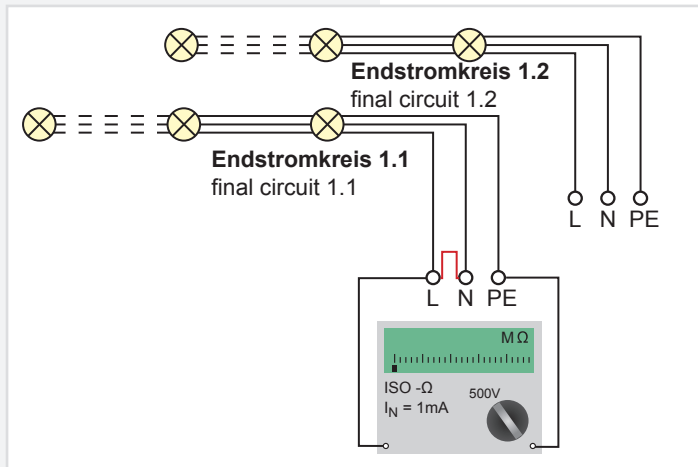 Endstromkreis 1.2
final circuit 1.2
Endstromkreis 1.1
final circuit 1.1
L N PE
L N PE
MΩ
ISO -Ω
500V
I_N = 1mA